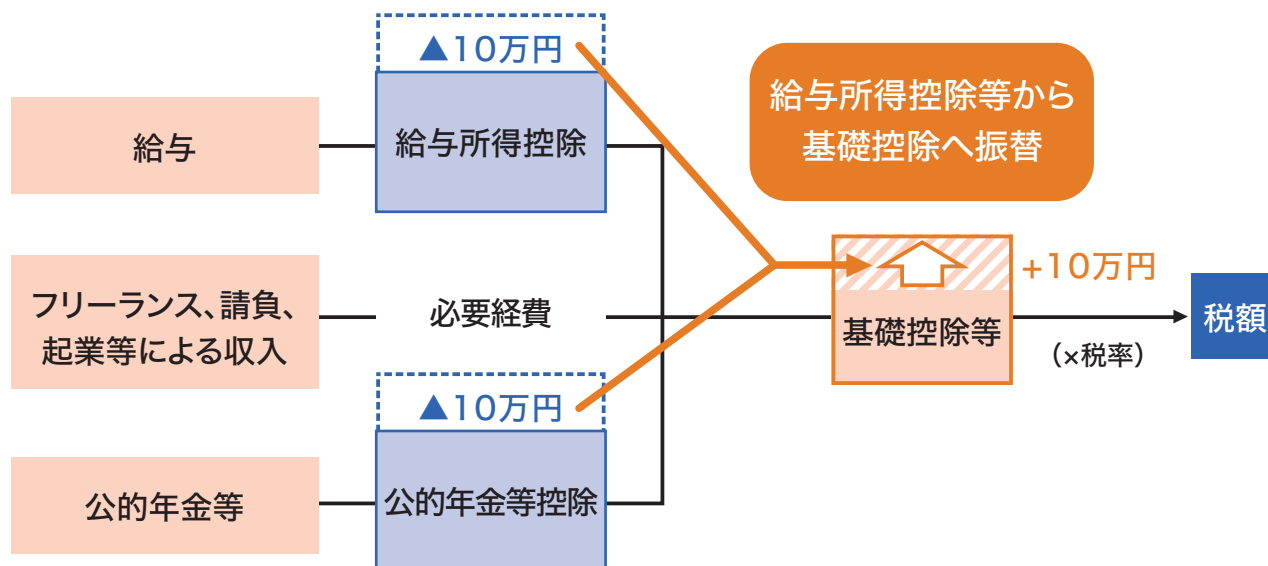 ▲10万円
給与所得控除等から
基礎控除へ振替
給与
給与所得控除
フリーランス、請負、
起業等による収入
必要経費
+10万円
基礎控除等
税額
(×税率)
▲10万円
公的年金等
公的年金等控除